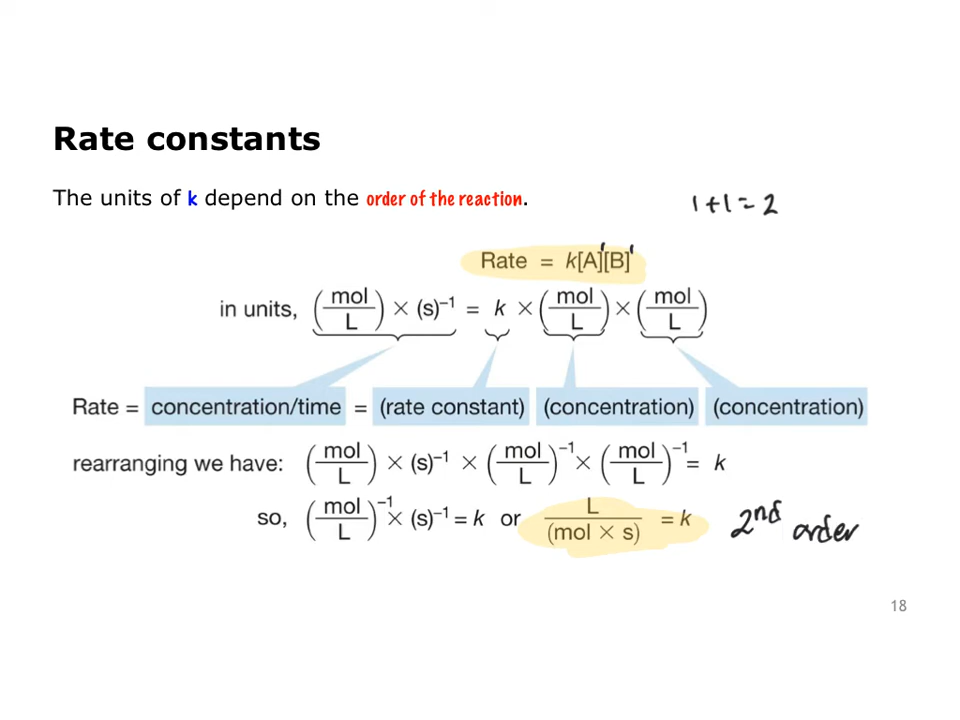 Rate constants
The units of k depend on the order of the reaction.
1+1=2
Rate = k[A]¹[B]¹
in units, (mol/L) × (s)⁻¹ = k × (mol/L) × (mol/L)
Rate = concentration/time = (rate constant) (concentration) (concentration)
rearranging we have: (mol/L) × (s)⁻¹ × (mol/L)⁻¹ × (mol/L)⁻¹ = k
so, (mol/L)⁻¹ × (s)⁻¹ = k or L/(mol × s) = k 2nd order
18